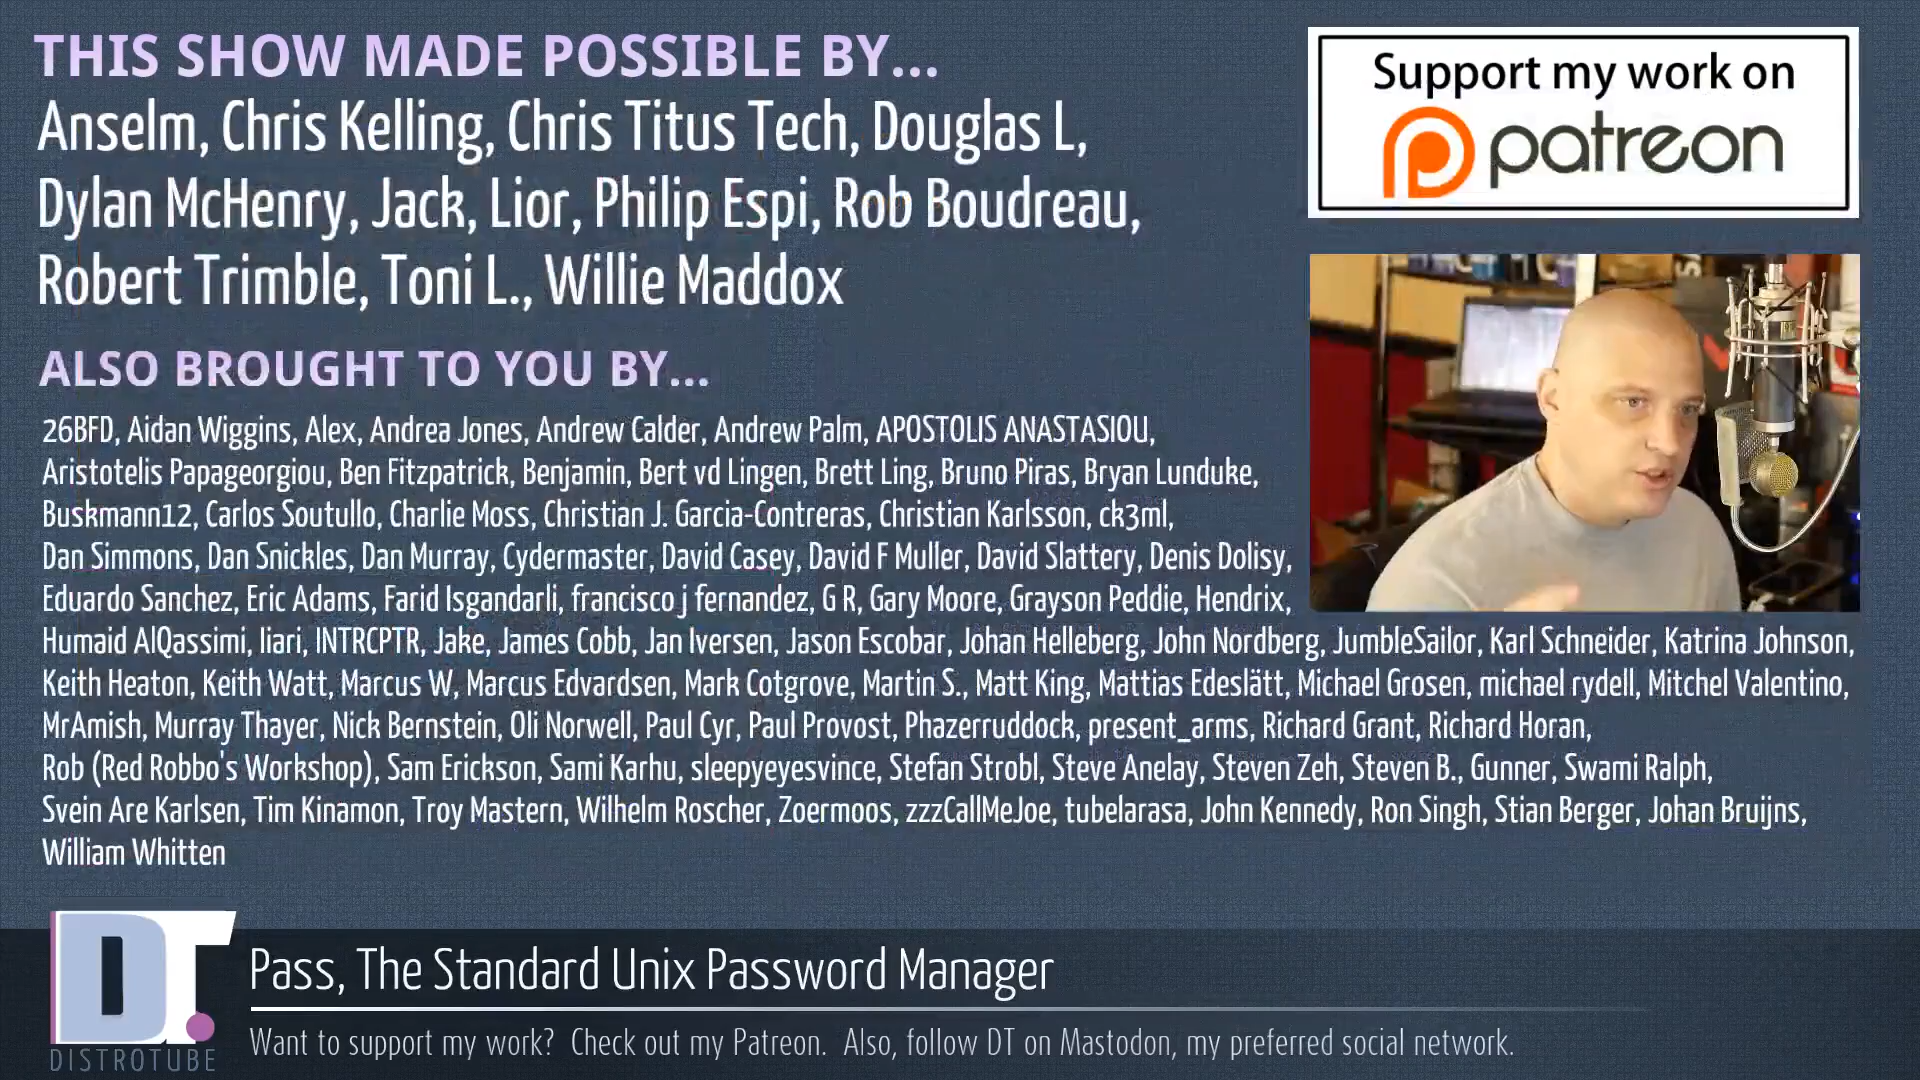 THIS SHOW MADE POSSIBLE BY...
Anselm, Chris Kelling, Chris Titus Tech, Douglas L,
Dylan McHenry, Jack, Lior, Philip Espi, Rob Boudreau,
Robert Trimble, Toni L., Willie Maddox
Support my work on
patreon
ALSO BROUGHT TO YOU BY...
26BFD, Aidan Wiggins, Alex, Andrea Jones, Andrew Calder, Andrew Palm, APOSTOLIS ANASTASIOU,
Aristotelis Papageorgiou, Ben Fitzpatrick, Benjamin, Bert vd Lingen, Brett Ling, Bruno Piras, Bryan Lunduke,
Buskmann12, Carlos Soutullo, Charlie Moss, Christian J. Garcia-Contreras, Christian Karlsson, ck3ml,
Dan Simmons, Dan Snickles, Dan Murray, Cydermaster, David Casey, David F Muller, David Slattery, Denis Dolisy,
Eduardo Sanchez, Eric Adams, Farid Isgandarli, francisco j fernandez, G R, Gary Moore, Grayson Peddie, Hendrix,
Humaid AlQassimi, liari, INTRCPTR, Jake, James Cobb, Jan Iversen, Jason Escobar, Johan Helleberg, John Nordberg, JumbleSailor, Karl Schneider, Katrina Johnson,
Keith Heaton, Keith Watt, Marcus W, Marcus Edvardsen, Mark Cotgrove, Martin S., Matt King, Mattias Edeslätt, Michael Grosen, michael rydell, Mitchel Valentino,
MrAmish, Murray Thayer, Nick Bernstein, Oli Norwell, Paul Cyr, Paul Provost, Phazerruddock, present_arms, Richard Grant, Richard Horan,
Rob (Red Robbo's Workshop), Sam Erickson, Sami Karhu, sleepyeyesvince, Stefan Strobl, Steve Anelay, Steven Zeh, Steven B., Gunner, Swami Ralph,
Svein Are Karlsen, Tim Kinamon, Troy Mastern, Wilhelm Roscher, Zoermoos, zzzCallMeJoe, tubelarasa, John Kennedy, Ron Singh, Stian Berger, Johan Bruijns,
William Whitten
DT
DISTROTUBE
Pass, The Standard Unix Password Manager
Want to support my work? Check out my Patreon. Also, follow DT on Mastodon, my preferred social network.